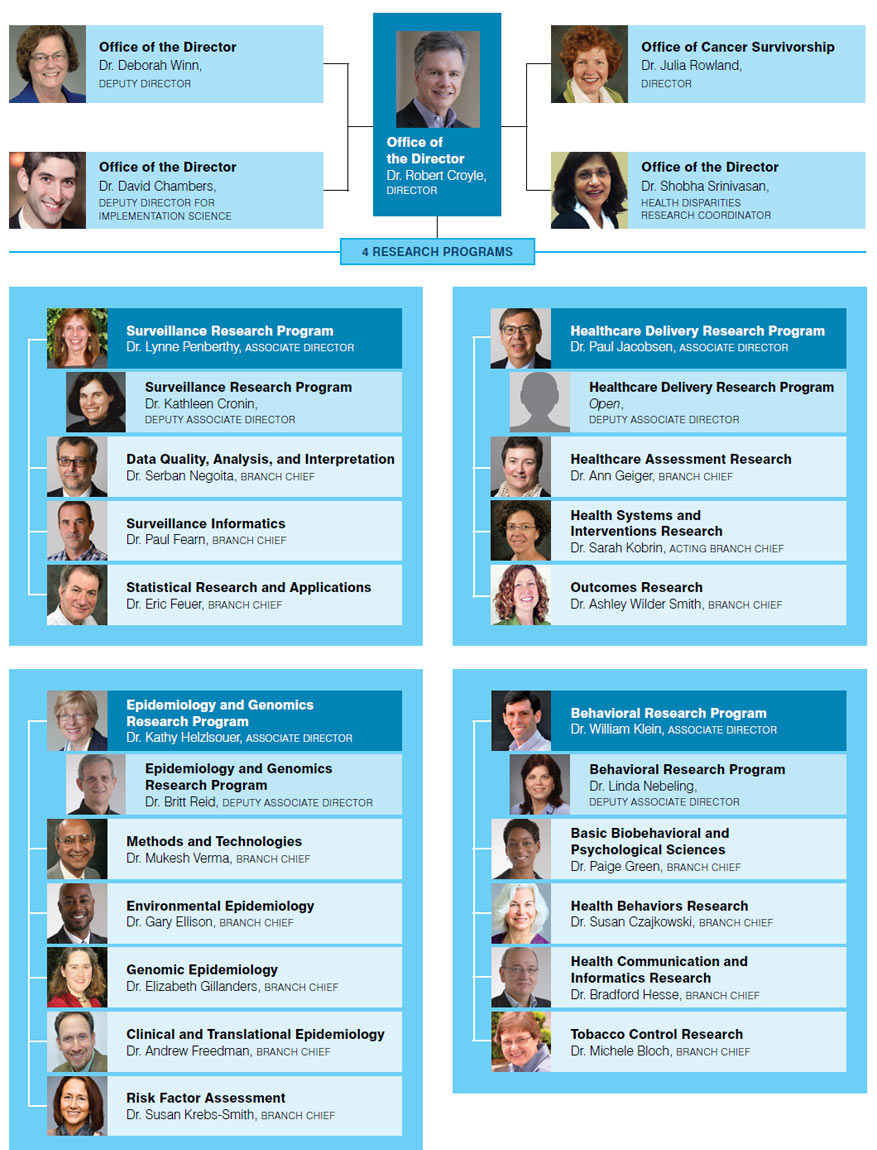 Office of the Director
Dr. Deborah Winn,
DEPUTY DIRECTOR
Office of the Director
Dr. David Chambers,
DEPUTY DIRECTOR FOR
IMPLEMENTATION SCIENCE
Office of
the Director
Dr. Robert Croyle,
DIRECTOR
Office of Cancer Survivorship
Dr. Julia Rowland,
DIRECTOR
Office of the Director
Dr. Shobha Srinivasan,
HEALTH DISPARITIES
RESEARCH COORDINATOR
4 RESEARCH PROGRAMS
Surveillance Research Program
Dr. Lynne Penberthy, ASSOCIATE DIRECTOR
Surveillance Research Program
Dr. Kathleen Cronin,
DEPUTY ASSOCIATE DIRECTOR
Data Quality, Analysis, and Interpretation
Dr. Serban Negoita, BRANCH CHIEF
Surveillance Informatics
Dr. Paul Fearn, BRANCH CHIEF
Statistical Research and Applications
Dr. Eric Feuer, BRANCH CHIEF
Healthcare Delivery Research Program
Dr. Paul Jacobsen, ASSOCIATE DIRECTOR
Healthcare Delivery Research Program
Open,
DEPUTY ASSOCIATE DIRECTOR
Healthcare Assessment Research
Dr. Ann Geiger, BRANCH CHIEF
Health Systems and
Interventions Research
Dr. Sarah Kobrin, ACTING BRANCH CHIEF
Outcomes Research
Dr. Ashley Wilder Smith, BRANCH CHIEF
Epidemiology and Genomics
Research Program
Dr. Kathy Helzlsouer, ASSOCIATE DIRECTOR
Epidemiology and Genomics
Research Program
Dr. Britt Reid, DEPUTY ASSOCIATE DIRECTOR
Methods and Technologies
Dr. Mukesh Verma, BRANCH CHIEF
Environmental Epidemiology
Dr. Gary Ellison, BRANCH CHIEF
Genomic Epidemiology
Dr. Elizabeth Gillanders, BRANCH CHIEF
Clinical and Translational Epidemiology
Dr. Andrew Freedman, BRANCH CHIEF
Risk Factor Assessment
Dr. Susan Krebs-Smith, BRANCH CHIEF
Behavioral Research Program
Dr. William Klein, ASSOCIATE DIRECTOR
Behavioral Research Program
Dr. Linda Nebeling,
DEPUTY ASSOCIATE DIRECTOR
Basic Biobehavioral and
Psychological Sciences
Dr. Paige Green, BRANCH CHIEF
Health Behaviors Research
Dr. Susan Czajkowski, BRANCH CHIEF
Health Communication and
Informatics Research
Dr. Bradford Hesse, BRANCH CHIEF
Tobacco Control Research
Dr. Michele Bloch, BRANCH CHIEF